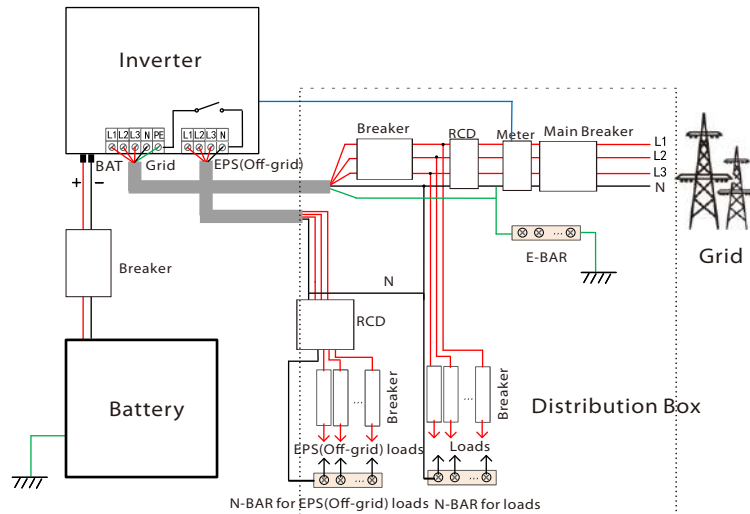 Inverter
L1 L2 L3 N PE
L1 L2 L3 N
BAT
Grid
EPS(Off-grid)
+
−
Breaker
Battery
Breaker
RCD
Meter
Main Breaker
L1
L2
L3
N
Grid
...
E-BAR
N
RCD
...
Breaker
...
Breaker
Distribution Box
EPS(Off-grid) loads
Loads
...
...
N-BAR for EPS(Off-grid) loads
N-BAR for loads